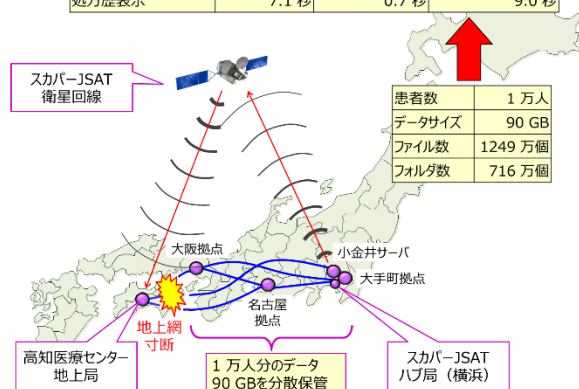 処方歴表示 7.1 秒 0.7 秒 9.0 秒
スカパーJSAT
衛星回線
患者数 1 万人
データサイズ 90 GB
ファイル数 1249 万個
フォルダ数 716 万個
大阪拠点
小金井サーバ
大手町拠点
名古屋
拠点
地上網
寸断
高知医療センター
地上局
1 万人分のデータ
90 GBを分散保管
スカパーJSAT
ハブ局（横浜）